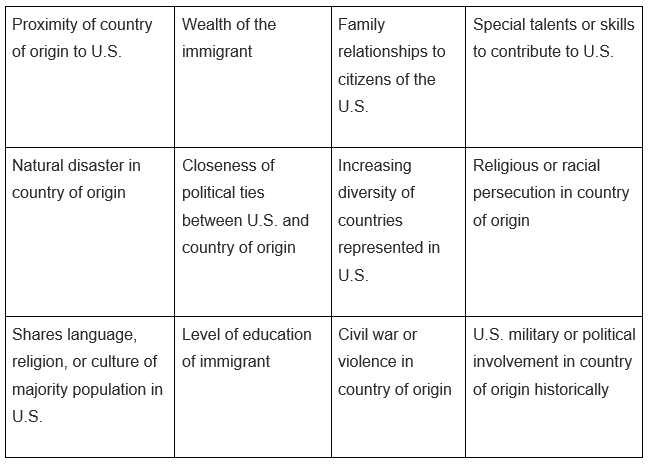 Proximity of country
of origin to U.S.
Wealth of the
immigrant
Family
relationships to
citizens of the
U.S.
Special talents or skills
to contribute to U.S.
Natural disaster in
country of origin
Closeness of
political ties
between U.S. and
country of origin
Increasing
diversity of
countries
represented in
U.S.
Religious or racial
persecution in country
of origin
Shares language,
religion, or culture of
majority population in
U.S.
Level of education
of immigrant
Civil war or
violence in
country of origin
U.S. military or political
involvement in country
of origin historically